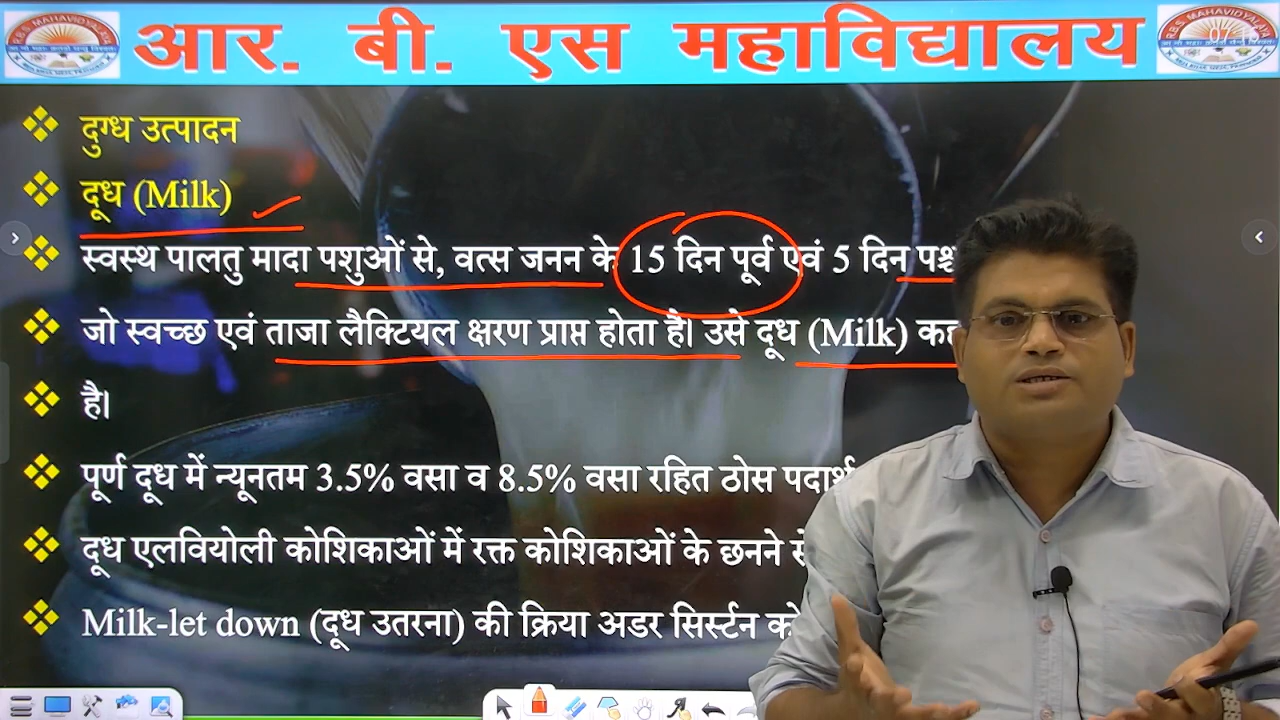 आर. बी. एस महाविद्यालय
दुग्ध उत्पादन
दूध (Milk)
स्वस्थ पालतु मादा पशुओं से, वत्स जनन के 15 दिन पूर्व एवं 5 दिन
जो स्वच्छ एवं ताजा लैक्टियल क्षरण प्राप्त होता है। उसे दूध (Milk)
है।
पूर्ण दूध में न्यूनतम 3.5% वसा व 8.5% वसा रहित ठोस पदार्थ
दूध एलवियोली कोशिकाओं में रक्त कोशिकाओं के छनने से
Milk-let down (दूध उतरना) की क्रिया अडर सिर्स्टन को